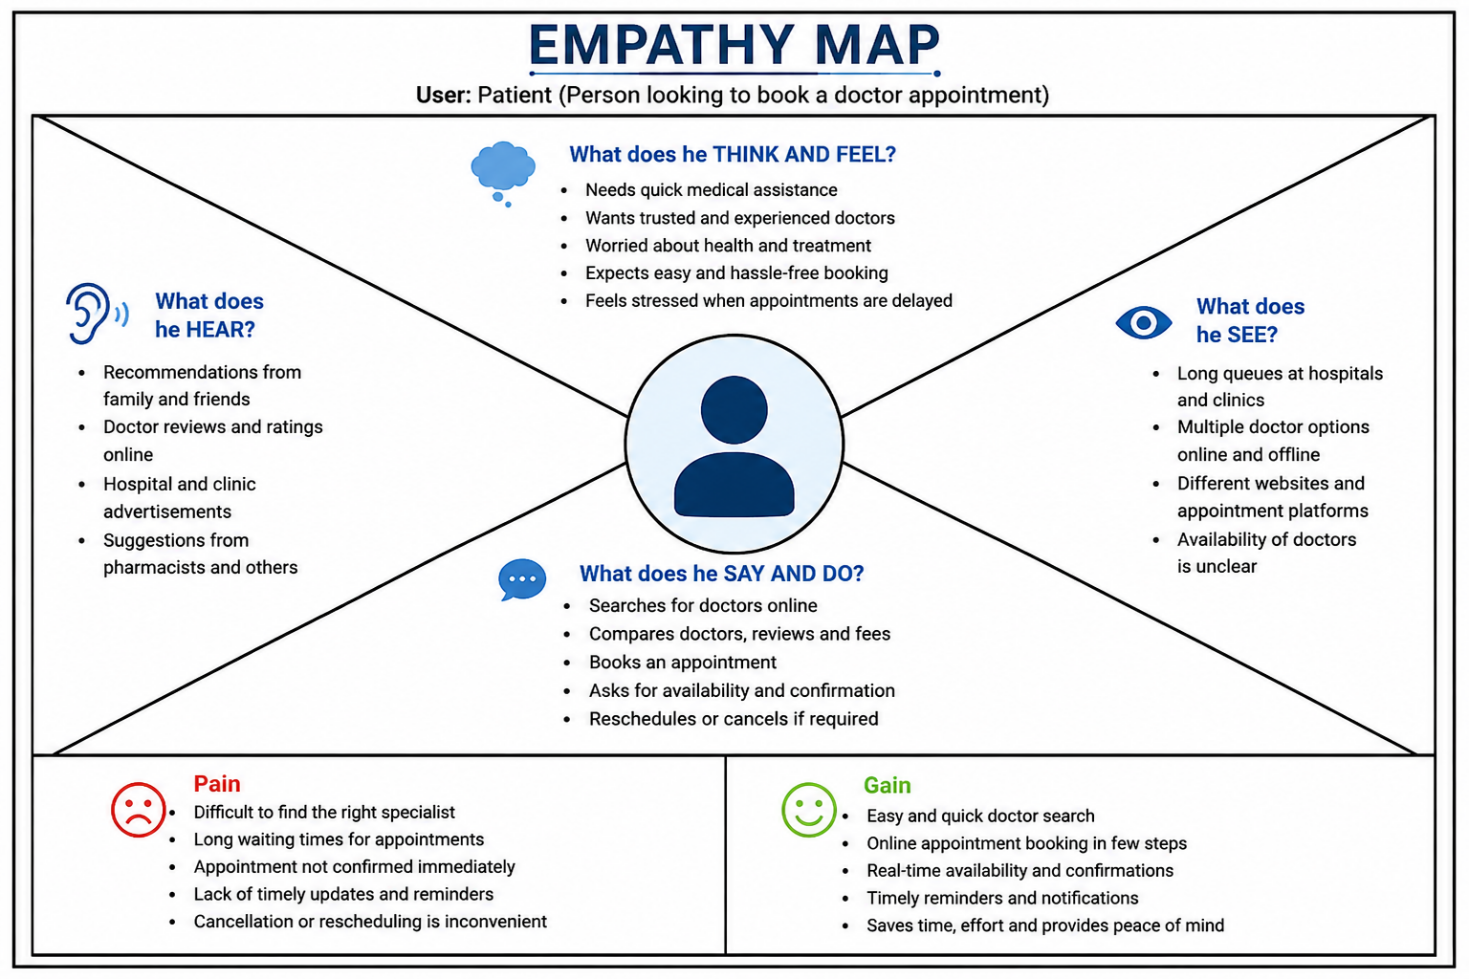 EMPATHY MAP
User: Patient (Person looking to book a doctor appointment)
What does he THINK AND FEEL?
• Needs quick medical assistance
• Wants trusted and experienced doctors
• Worried about health and treatment
• Expects easy and hassle-free booking
• Feels stressed when appointments are delayed
What does
he HEAR?
• Recommendations from
family and friends
• Doctor reviews and ratings
online
• Hospital and clinic
advertisements
• Suggestions from
pharmacists and others
What does
he SEE?
• Long queues at hospitals
and clinics
• Multiple doctor options
online and offline
• Different websites and
appointment platforms
• Availability of doctors
is unclear
What does he SAY AND DO?
• Searches for doctors online
• Compares doctors, reviews and fees
• Books an appointment
• Asks for availability and confirmation
• Reschedules or cancels if required
Pain
• Difficult to find the right specialist
• Long waiting times for appointments
• Appointment not confirmed immediately
• Lack of timely updates and reminders
• Cancellation or rescheduling is inconvenient
Gain
• Easy and quick doctor search
• Online appointment booking in few steps
• Real-time availability and confirmations
• Timely reminders and notifications
• Saves time, effort and provides peace of mind